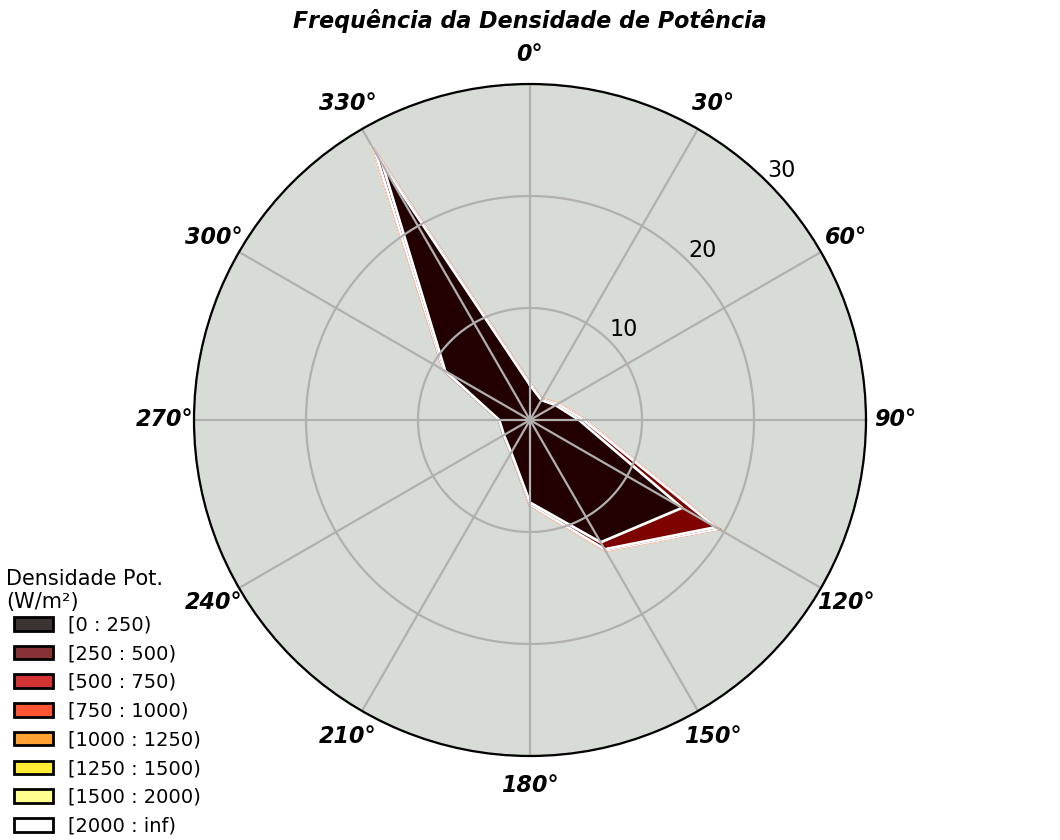 Frequência da Densidade de Potência
0°
330°
30°
30
300°
60°
20
10
270°
90°
240°
120°
210°
150°
180°
Densidade Pot.
(W/m²)
[0 : 250)
[250 : 500)
[500 : 750)
[750 : 1000)
[1000 : 1250)
[1250 : 1500)
[1500 : 2000)
[2000 : inf)